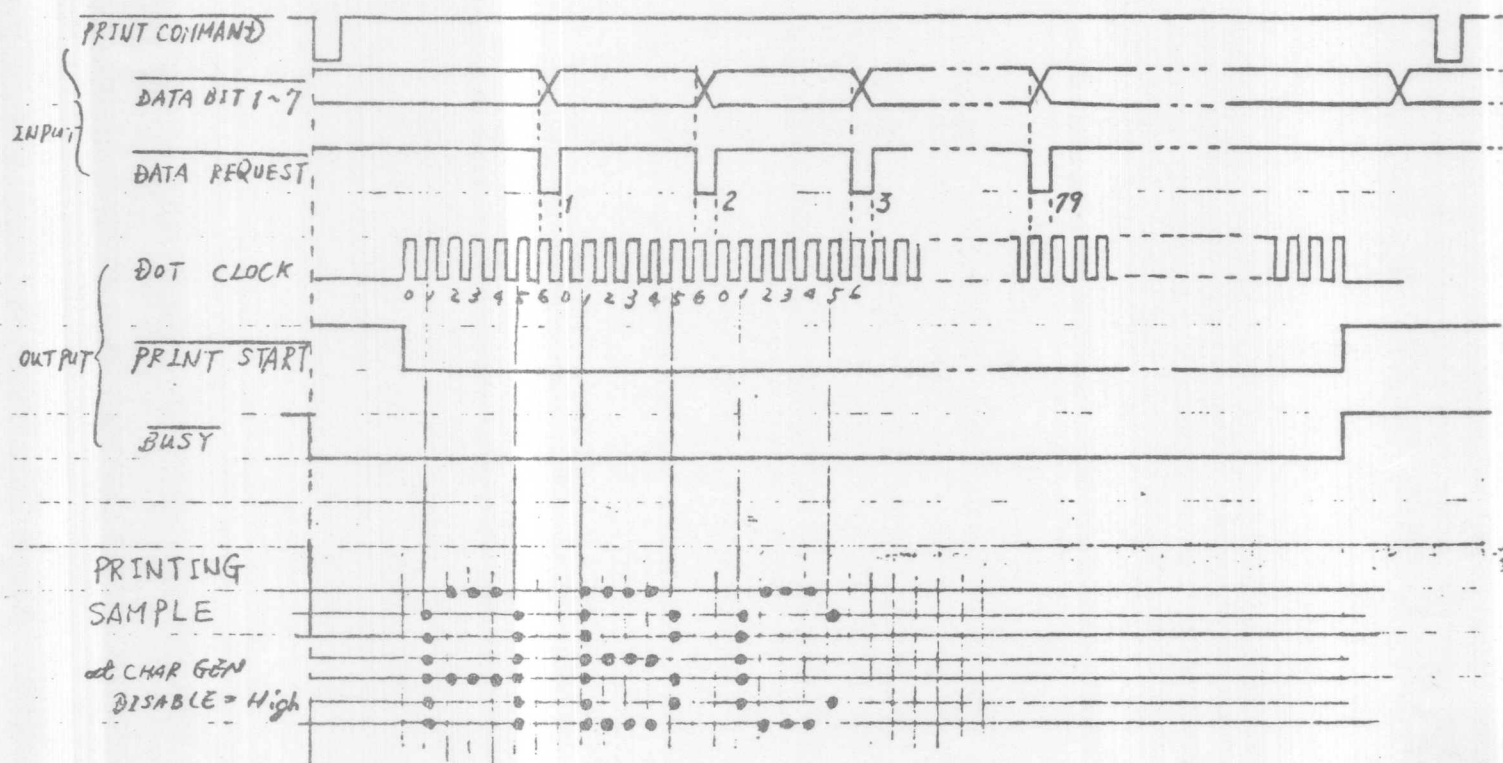 PRINT COMMAND
DATA BIT 1~7
INPUT
DATA REQUEST
1 2 3 79
DOT CLOCK
0 1 2 3 4 5 6 0 1 2 3 4 5 6 0 1 2 3 4 5 6
OUTPUT
PRINT START
BUSY
PRINTING
SAMPLE
at CHAR GEN
DISABLE = High